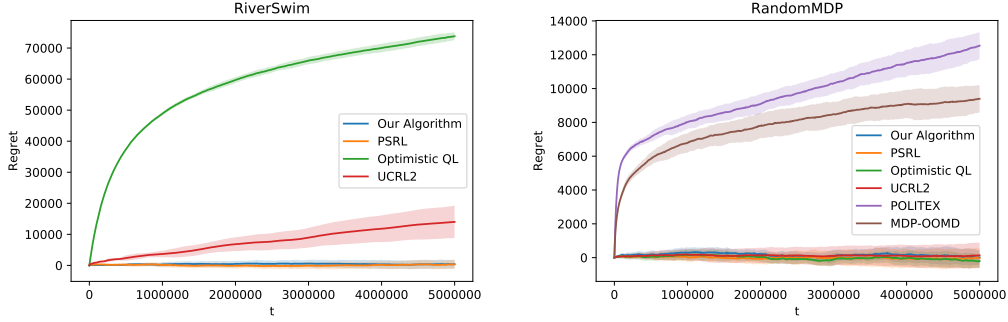 RiverSwim
70000
60000
50000
40000
30000
20000
10000
0
Regret
0
1000000
2000000
3000000
4000000
5000000
t
Our Algorithm
PSRL
Optimistic QL
UCRL2
RandomMDP
14000
12000
10000
8000
6000
4000
2000
0
Regret
0
1000000
2000000
3000000
4000000
5000000
t
Our Algorithm
PSRL
Optimistic QL
UCRL2
POLITEX
MDP-OOMD